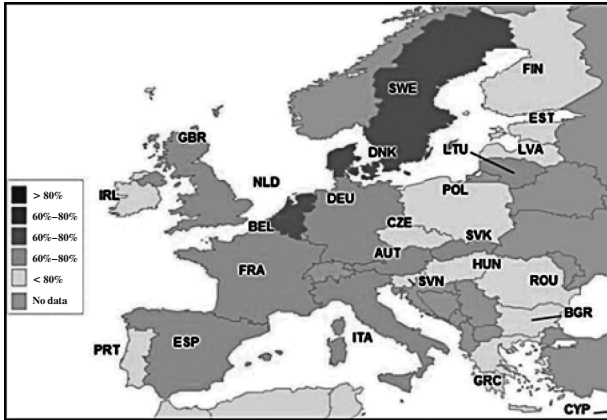 FIN
SWE
EST
GBR
DNK
LTU
LVA
NLD
IRL
DEU
POL
> 80%
60%–80%
60%–80%
60%–80%
< 80%
No data
BEL
CZE
SVK
AUT
FRA
HUN
SVN
ROU
BGR
PRT
ESP
ITA
GRC
CYP